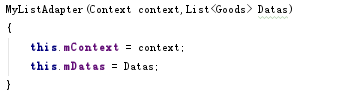 MyListAdapter(Context context,List<Goods> Datas)
{
this.mContext = context;
this.mDatas = Datas;
}